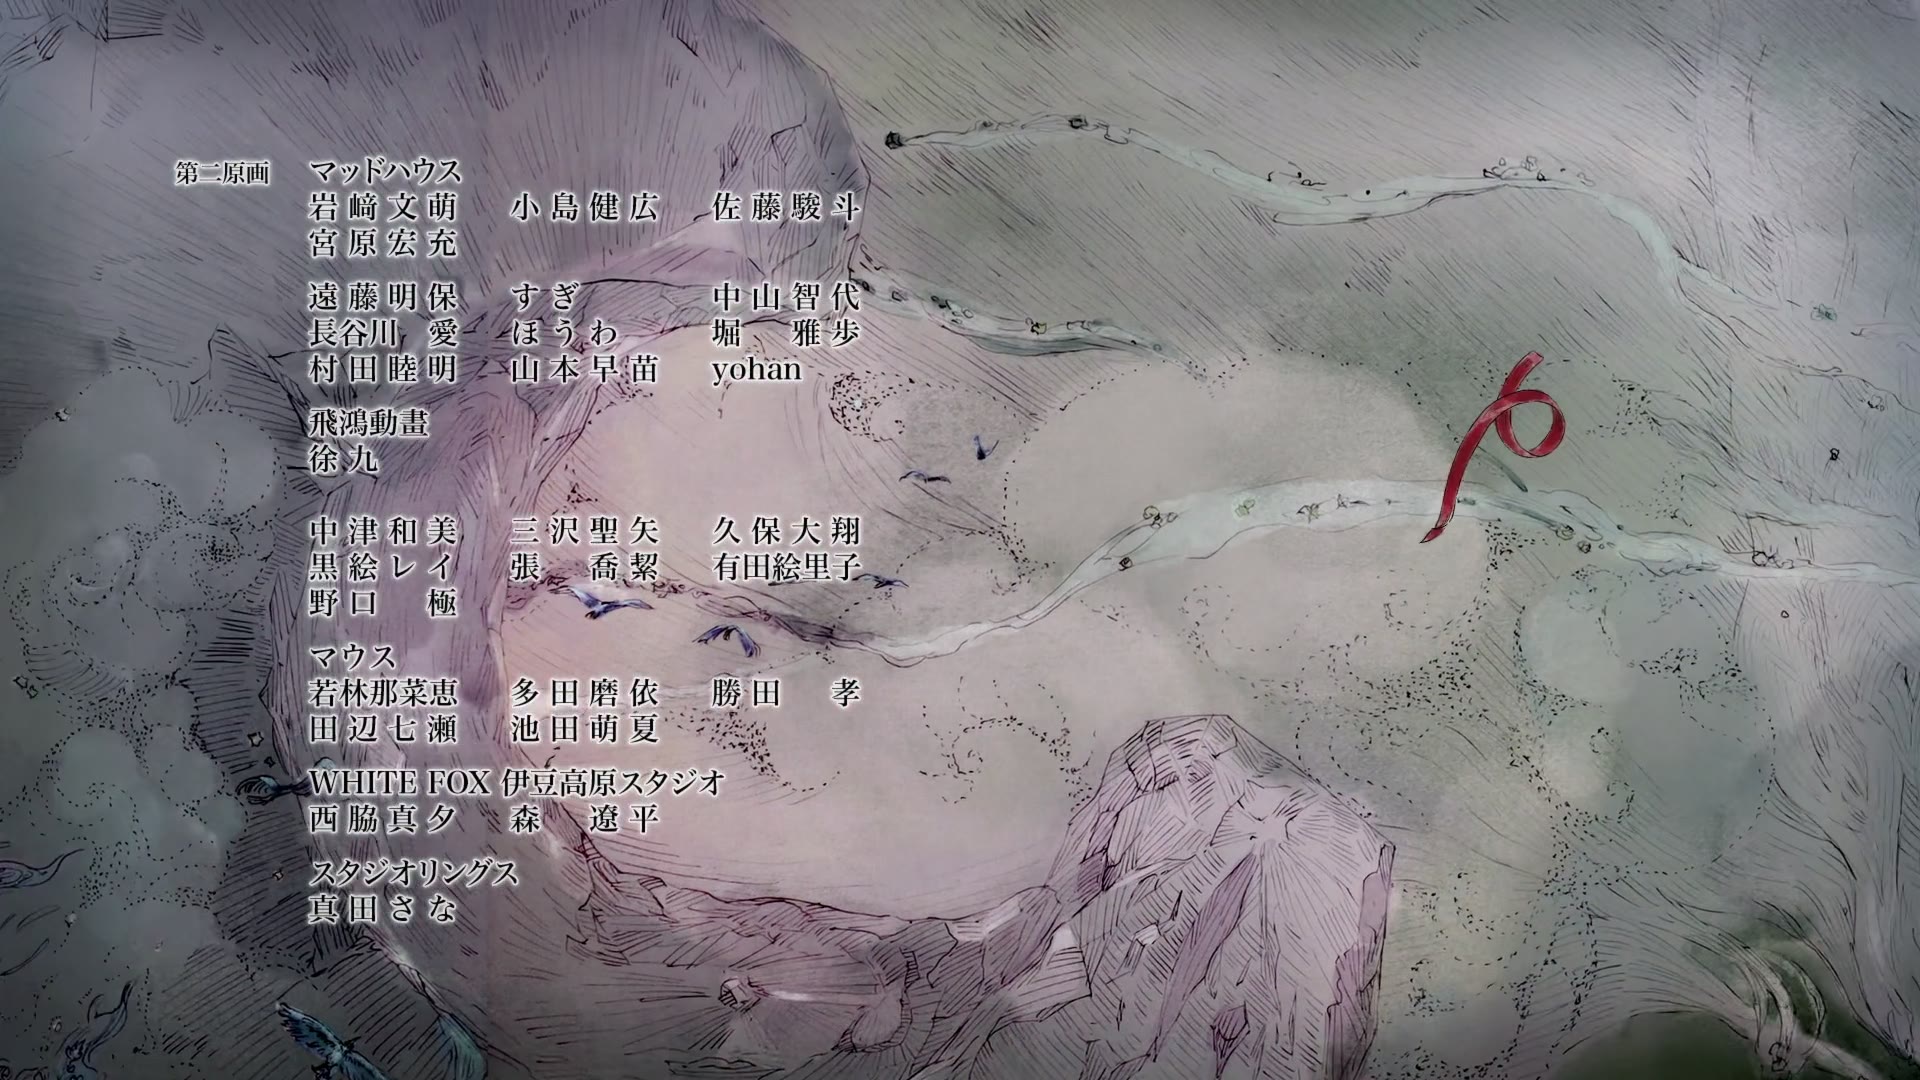 第二原画 マッドハウス
岩﨑文萌 小島健広 佐藤駿斗
宮原宏充
遠藤明保 すぎ 中山智代
長谷川 愛 ほうわ 堀 雅歩
村田睦明 山本早苗 yohan
飛鴻動畫
徐九
中津和美 三沢聖矢 久保大翔
黒絵レイ 張 喬絜 有田絵里子
野口 極
マウス
若林那菜恵 多田磨依 勝田 孝
田辺七瀬 池田萌夏
WHITE FOX 伊豆高原スタジオ
西脇真夕 森 遼平
スタジオリングス
真田さな